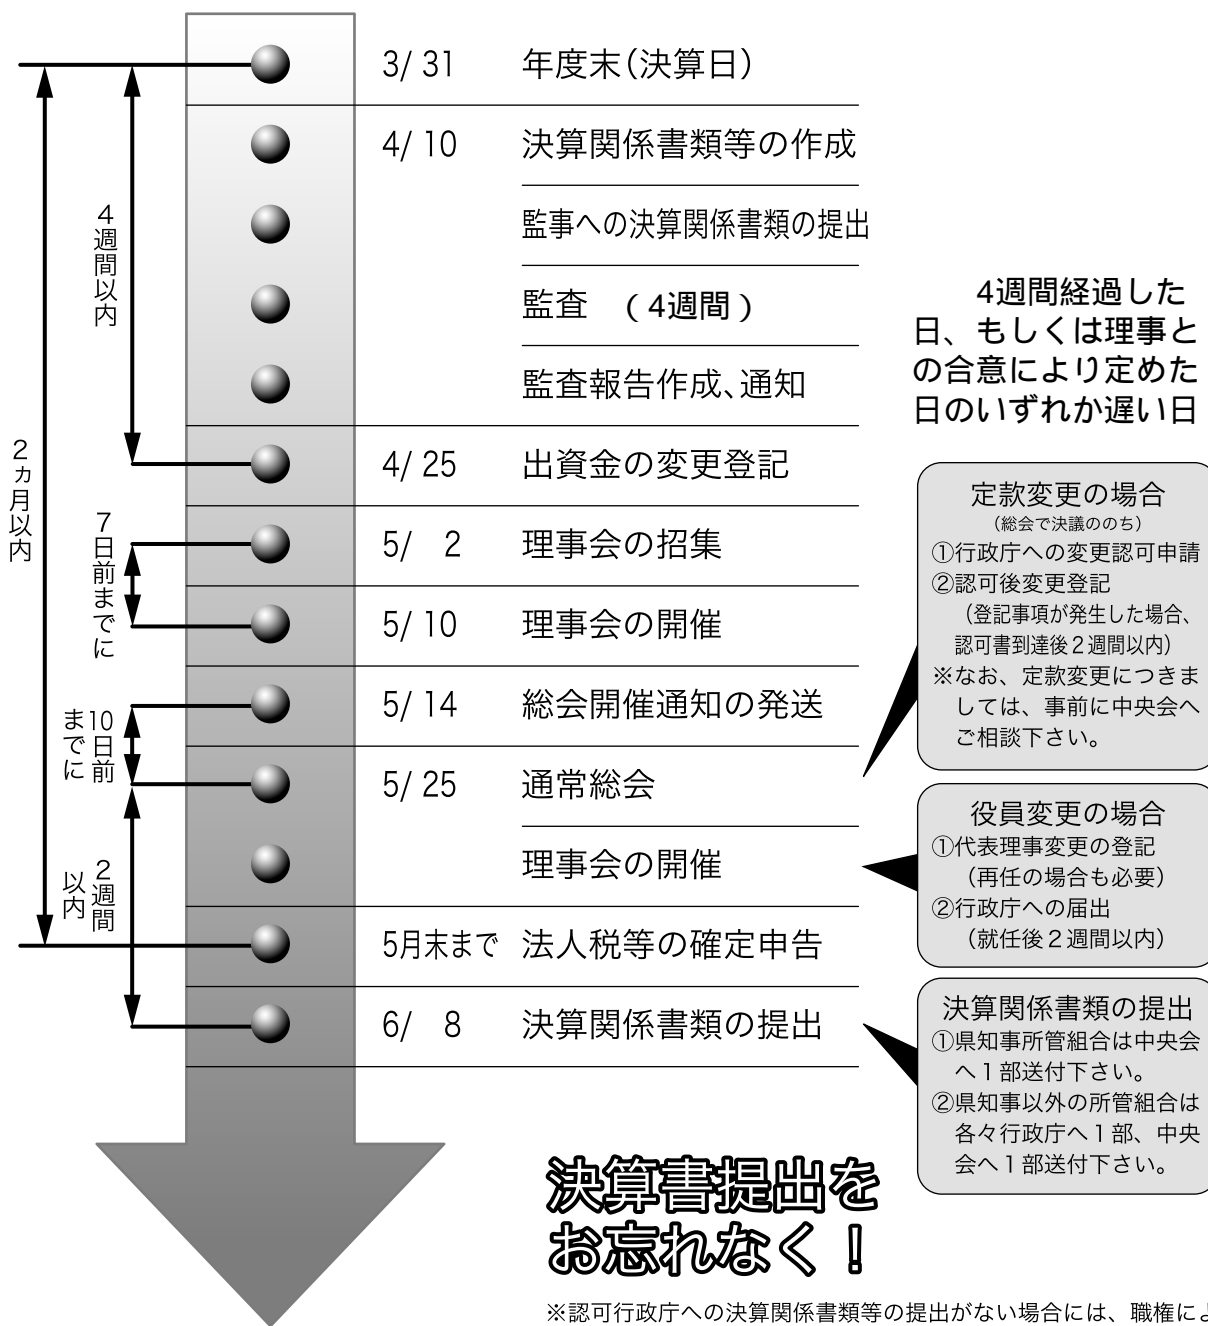 3/31 年度末(決算日)
4/10 決算関係書類等の作成
監事への決算関係書類の提出
監査 (4週間)
監査報告作成、通知
4/25 出資金の変更登記
5/ 2 理事会の招集
5/10 理事会の開催
5/14 総会開催通知の発送
5/25 通常総会
理事会の開催
5月末まで 法人税等の確定申告
6/ 8 決算関係書類の提出
2ヵ月以内
4週間以内
7日前までに
10日前
までに
2週間
以内
4週間経過した
日、もしくは理事と
の合意により定めた
日のいずれか遅い日
定款変更の場合
(総会で決議ののち)
①行政庁への変更認可申請
②認可後変更登記
(登記事項が発生した場合、
認可書到達後2週間以内)
※なお、定款変更につきま
しては、事前に中央会へ
ご相談下さい。
役員変更の場合
①代表理事変更の登記
(再任の場合も必要)
②行政庁への届出
(就任後2週間以内)
決算関係書類の提出
①県知事所管組合は中央会
へ1部送付下さい。
②県知事以外の所管組合は
各々行政庁へ1部、中央
会へ1部送付下さい。
決算書提出を
お忘れなく!
※認可行政庁への決算関係書類等の提出がない場合には、職権によ